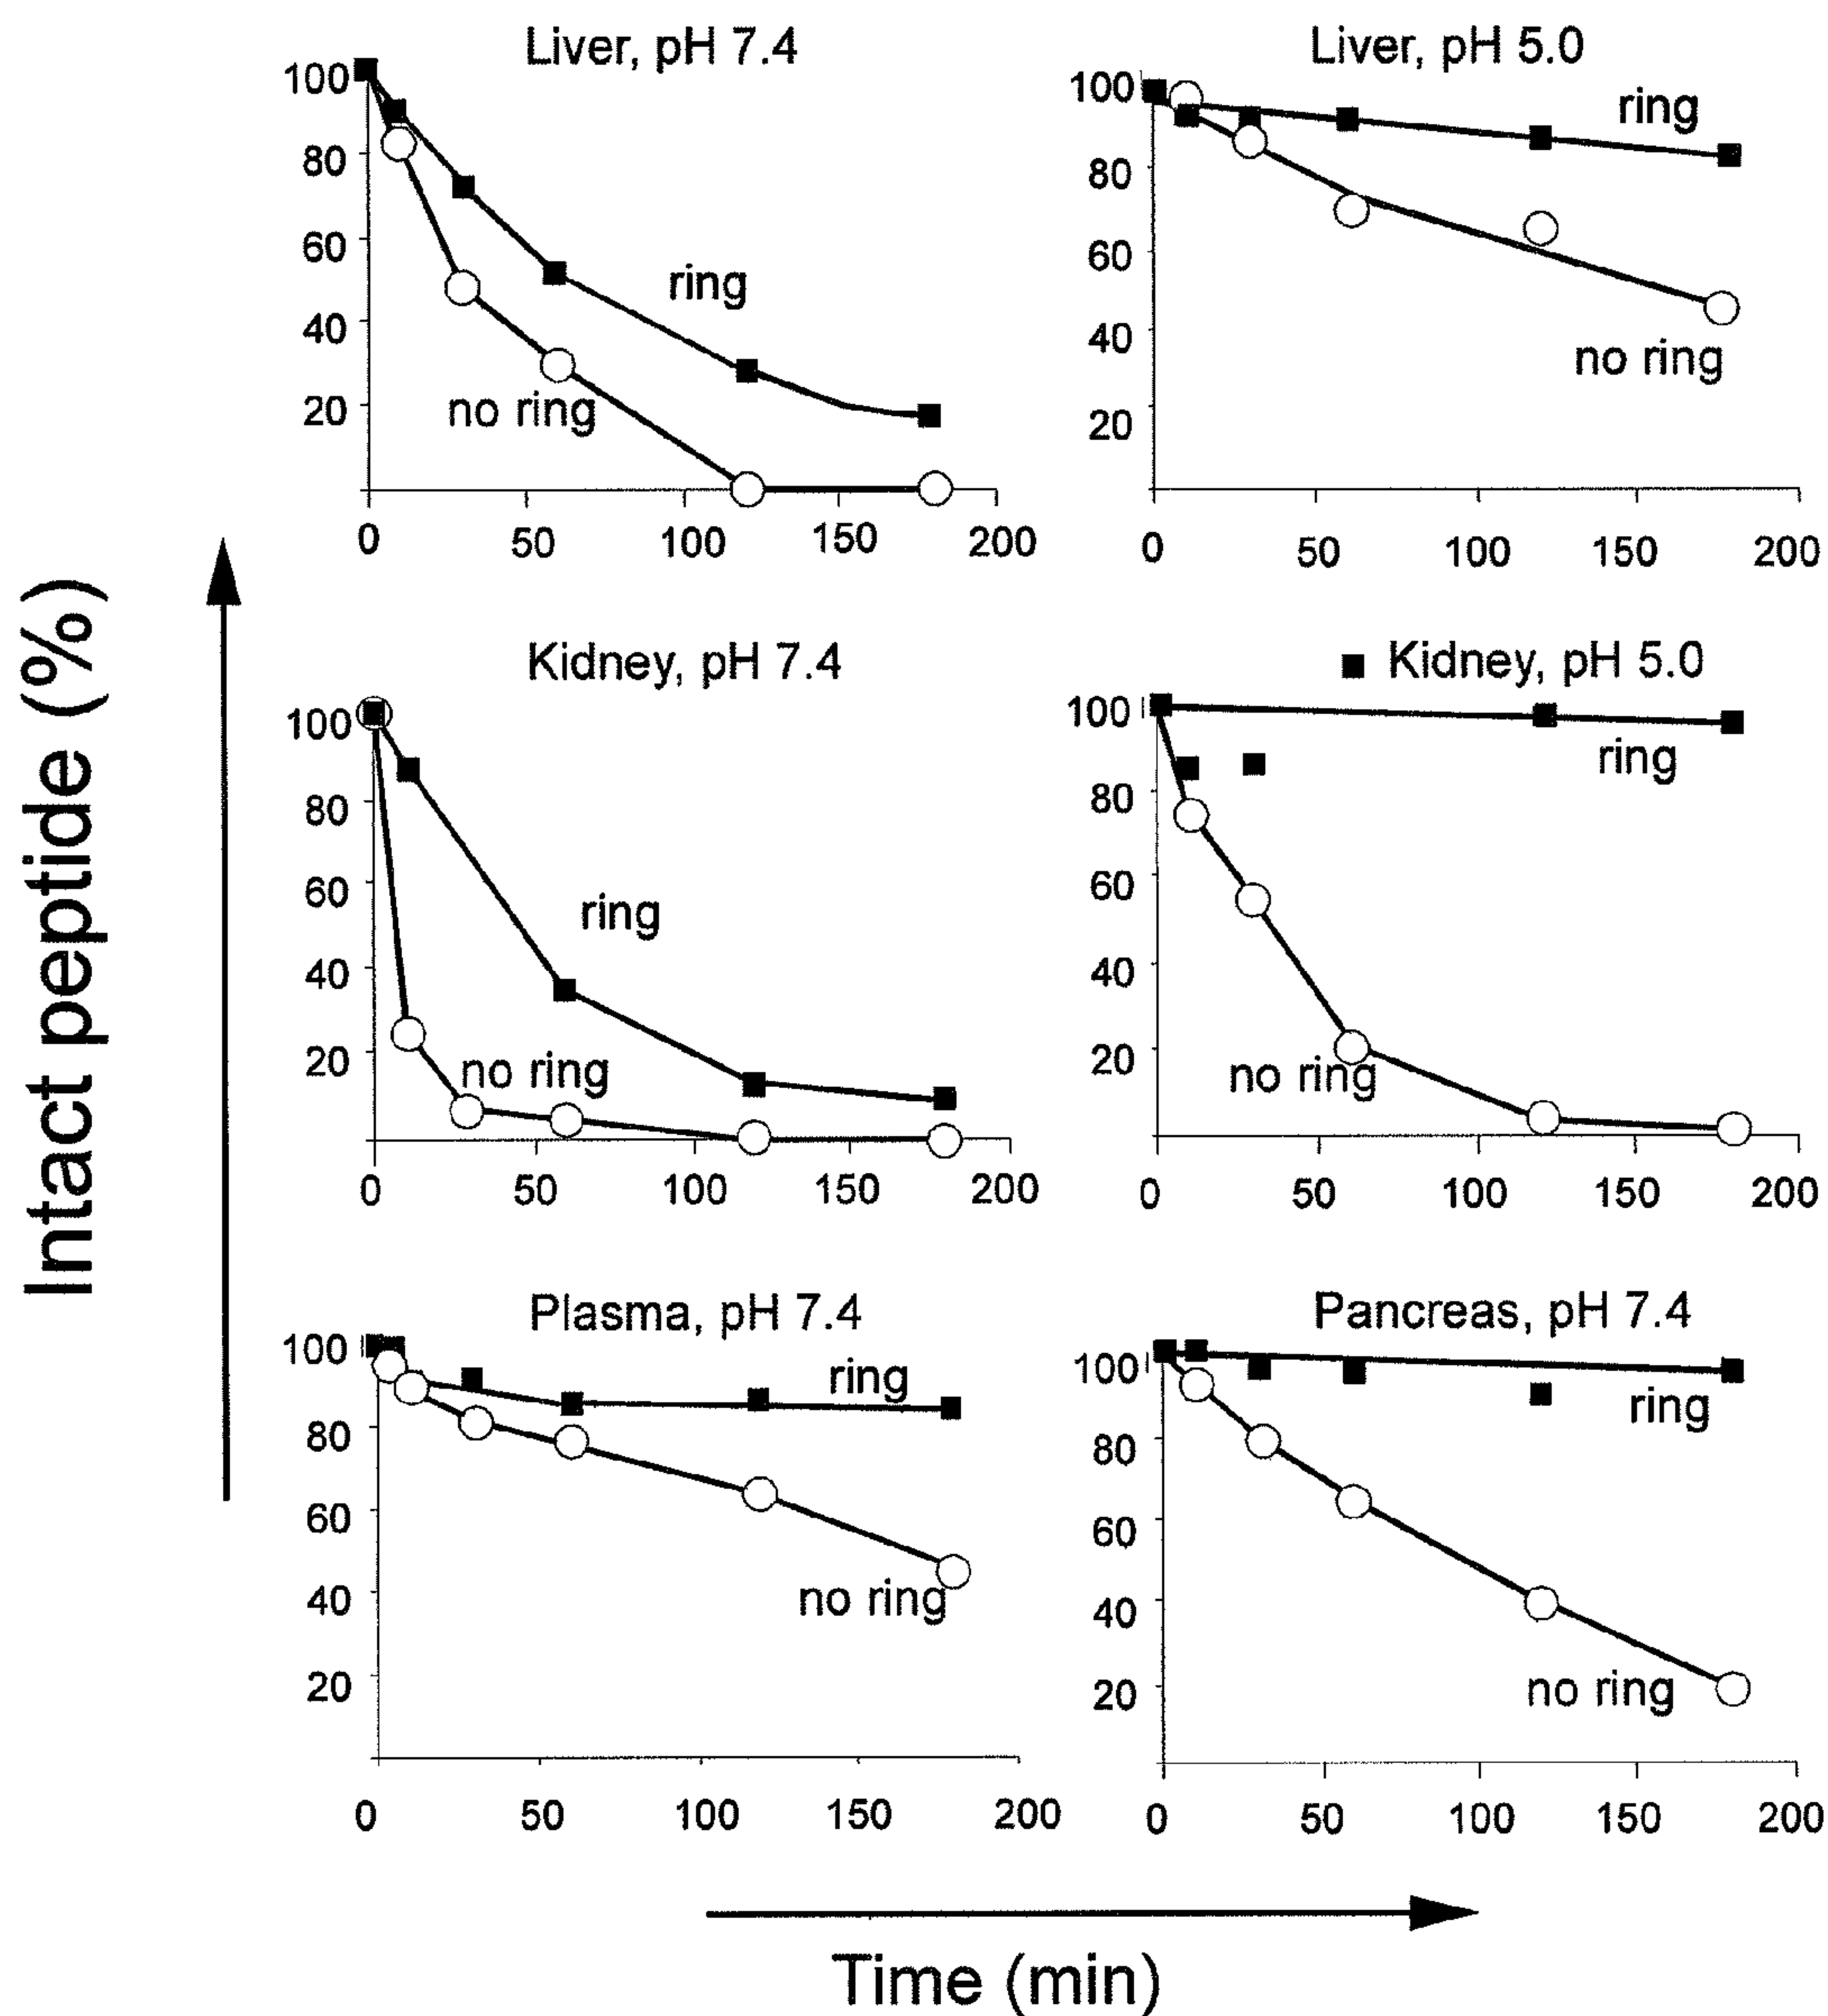 Liver, pH 7.4
100
80
60
40
20
ring
no ring
0 50 100 150 200
Liver, pH 5.0
100
80
60
40
20
ring
no ring
0 50 100 150 200
Intact peptide (%)
Kidney, pH 7.4
100
80
60
40
20
ring
no ring
0 50 100 150 200
Kidney, pH 5.0
100
80
60
40
20
ring
no ring
0 50 100 150 200
Plasma, pH 7.4
100
80
60
40
20
ring
no ring
0 50 100 150 200
Pancreas, pH 7.4
100
80
60
40
20
ring
no ring
0 50 100 150 200
Time (min)